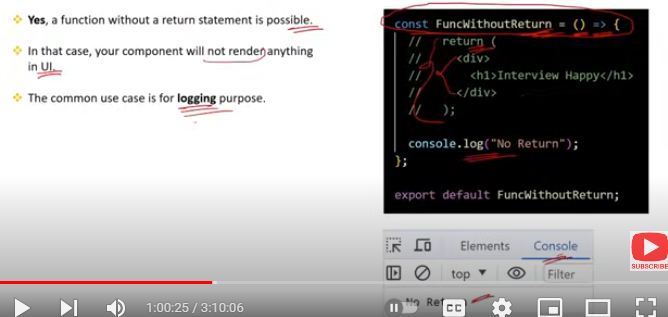 Yes, a function without a return statement is possible.
In that case, your component will not render anything
in UI.
The common use case is for logging purpose.
const FuncWithoutReturn = () => {
// return (
// <div>
// <h1>Interview Happy</h1>
// </div>
// );
console.log("No Return");
};
export default FuncWithoutReturn;
Elements Console
top Filter
No Ret
SUBSCRIBE
1:00:25 / 3:10:06
CC